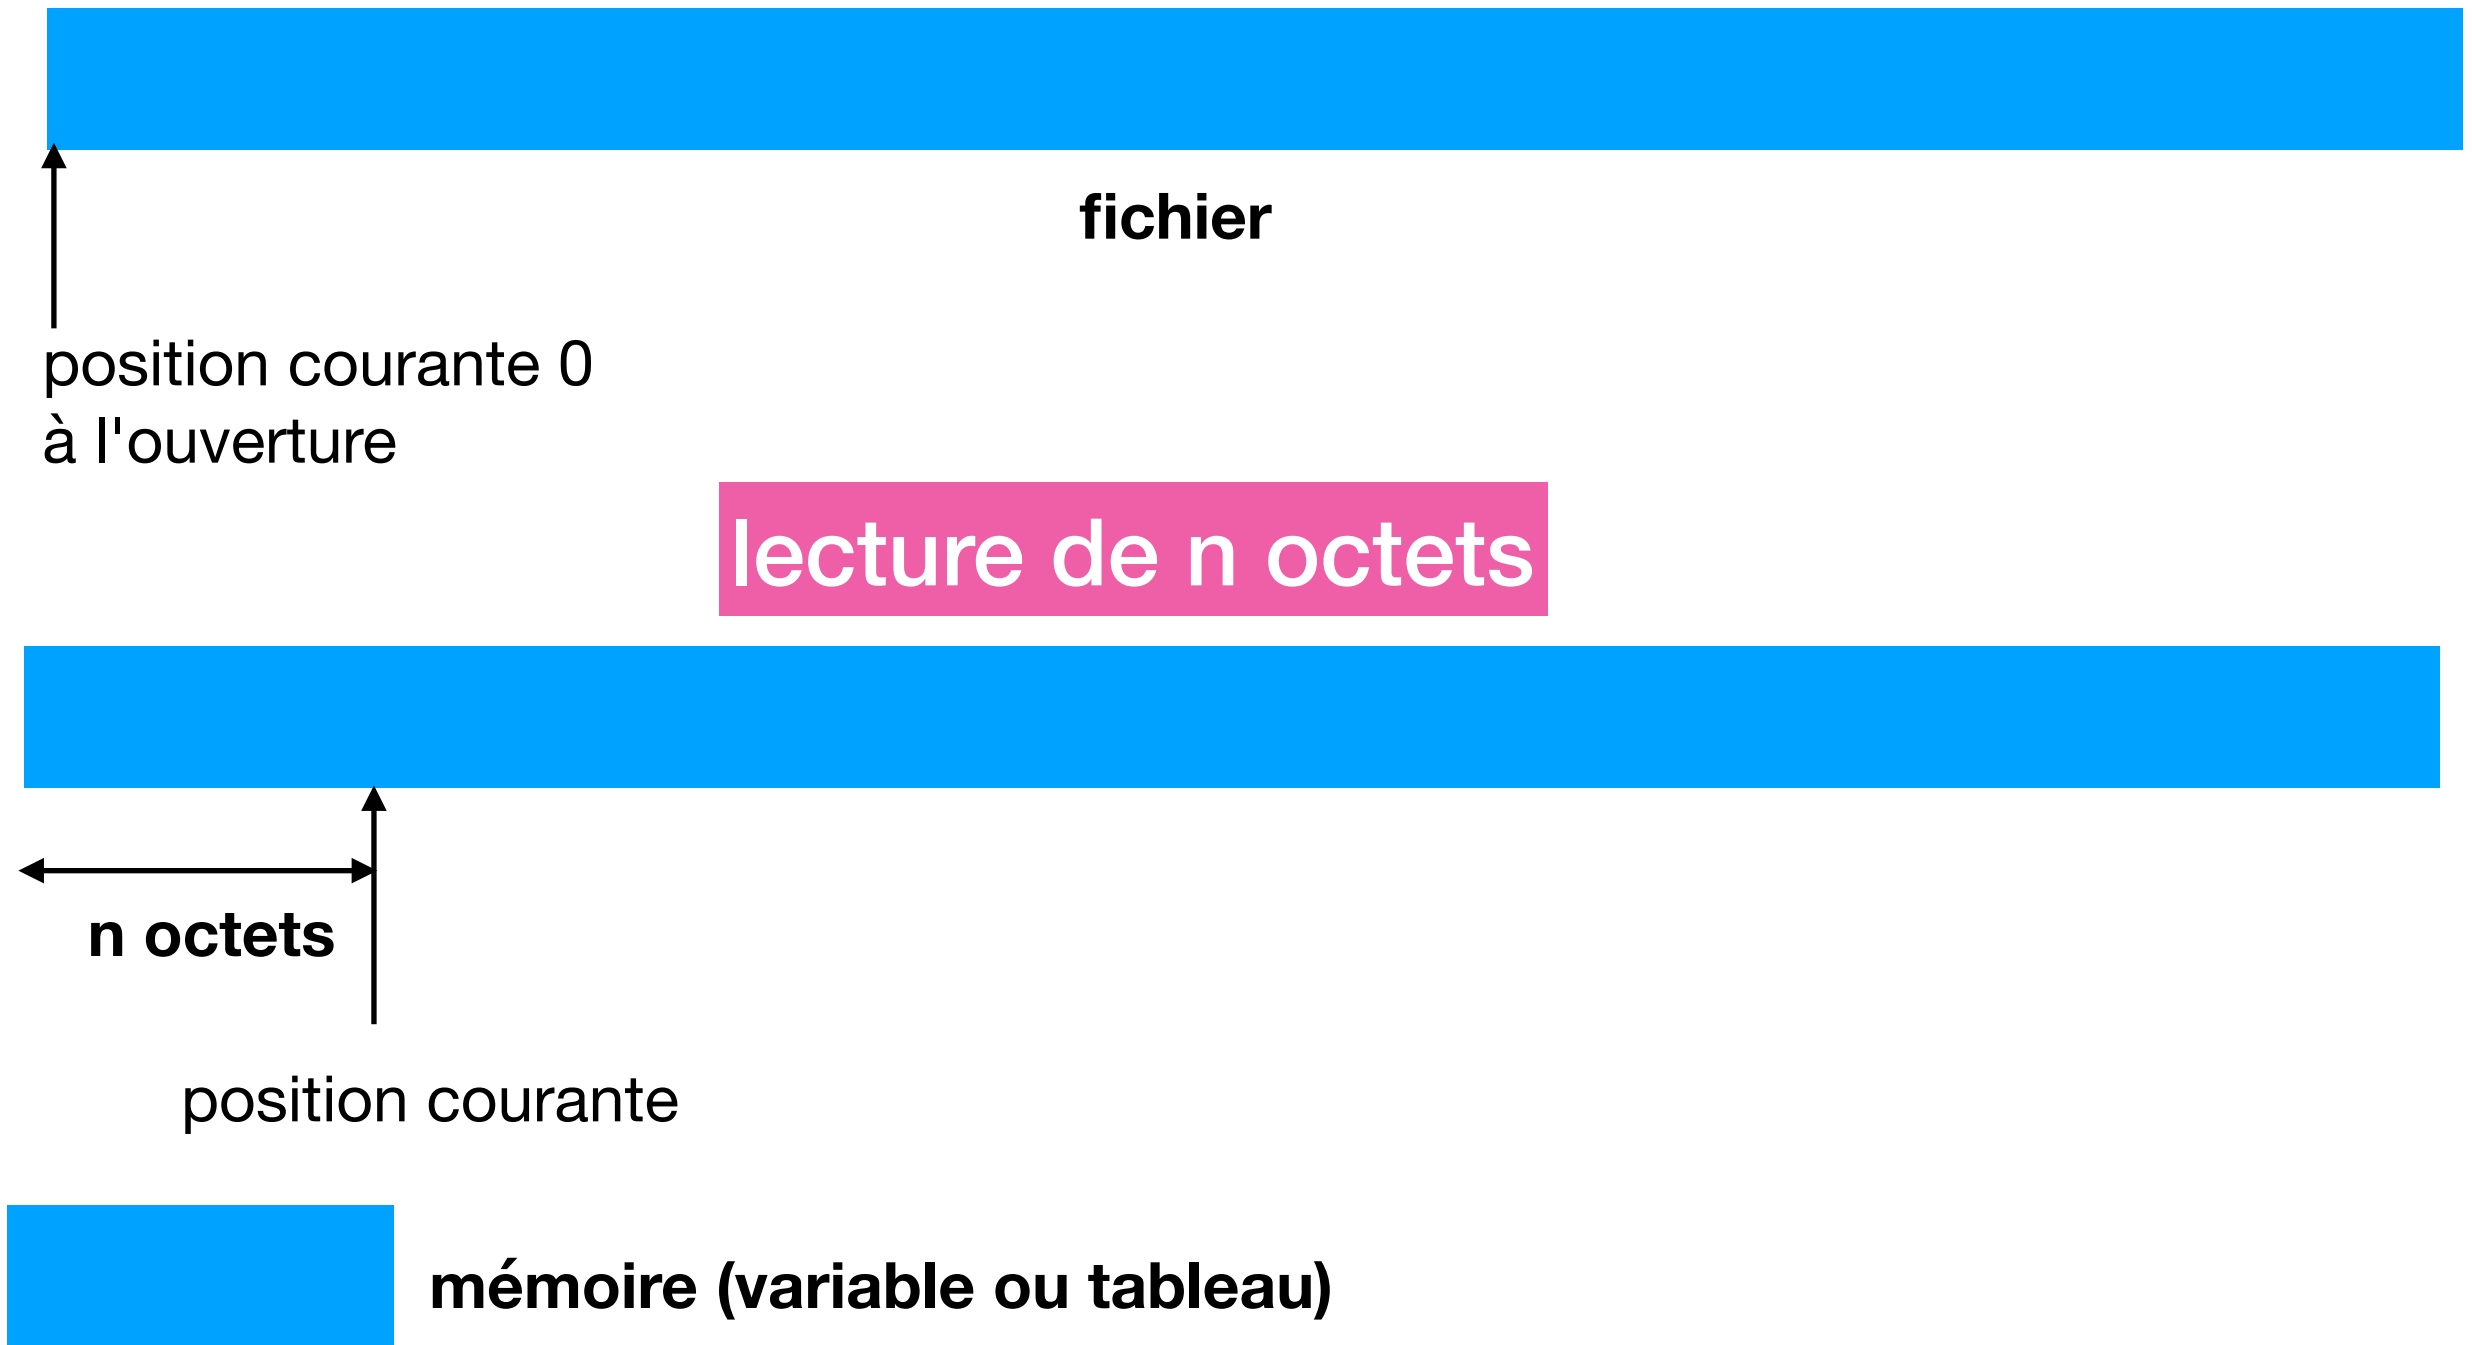 fichier
position courante 0
à l'ouverture
lecture de n octets
n octets
position courante
mémoire (variable ou tableau)